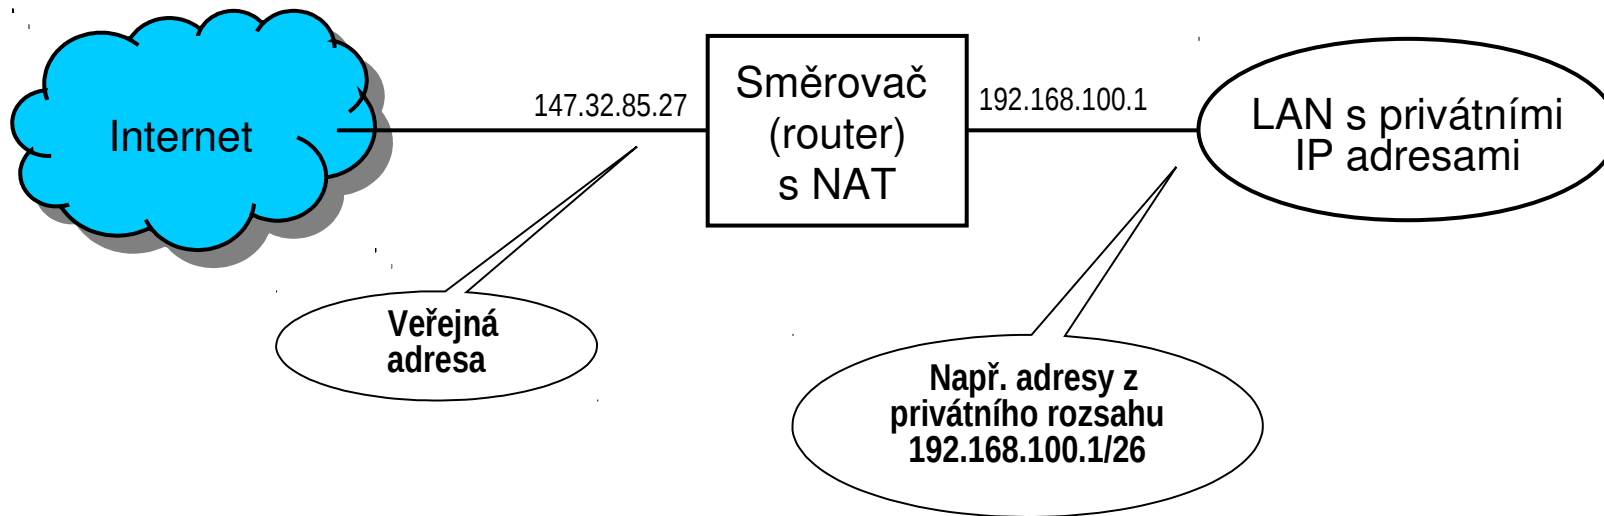 Internet
147.32.85.27
Směrovač
(router)
s NAT
192.168.100.1
LAN s privátními
IP adresami
Veřejná
adresa
Např. adresy z
privátního rozsahu
192.168.100.1/26